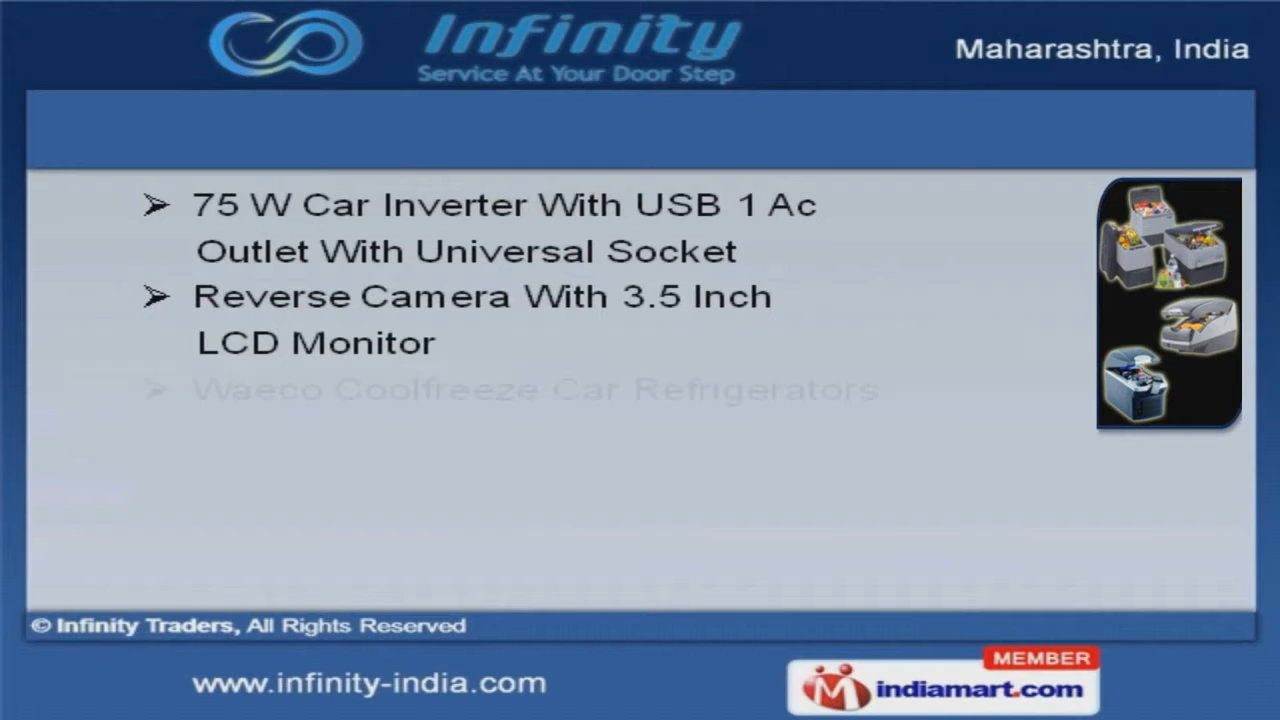 Infinity
Service At Your Door Step
Maharashtra, India
➢ 75 W Car Inverter With USB 1 Ac
Outlet With Universal Socket
➢ Reverse Camera With 3.5 Inch
LCD Monitor
➢ Waeco Coolfreeze Car Refrigerators
© Infinity Traders, All Rights Reserved
www.infinity-india.com
MEMBER
indiamart.com